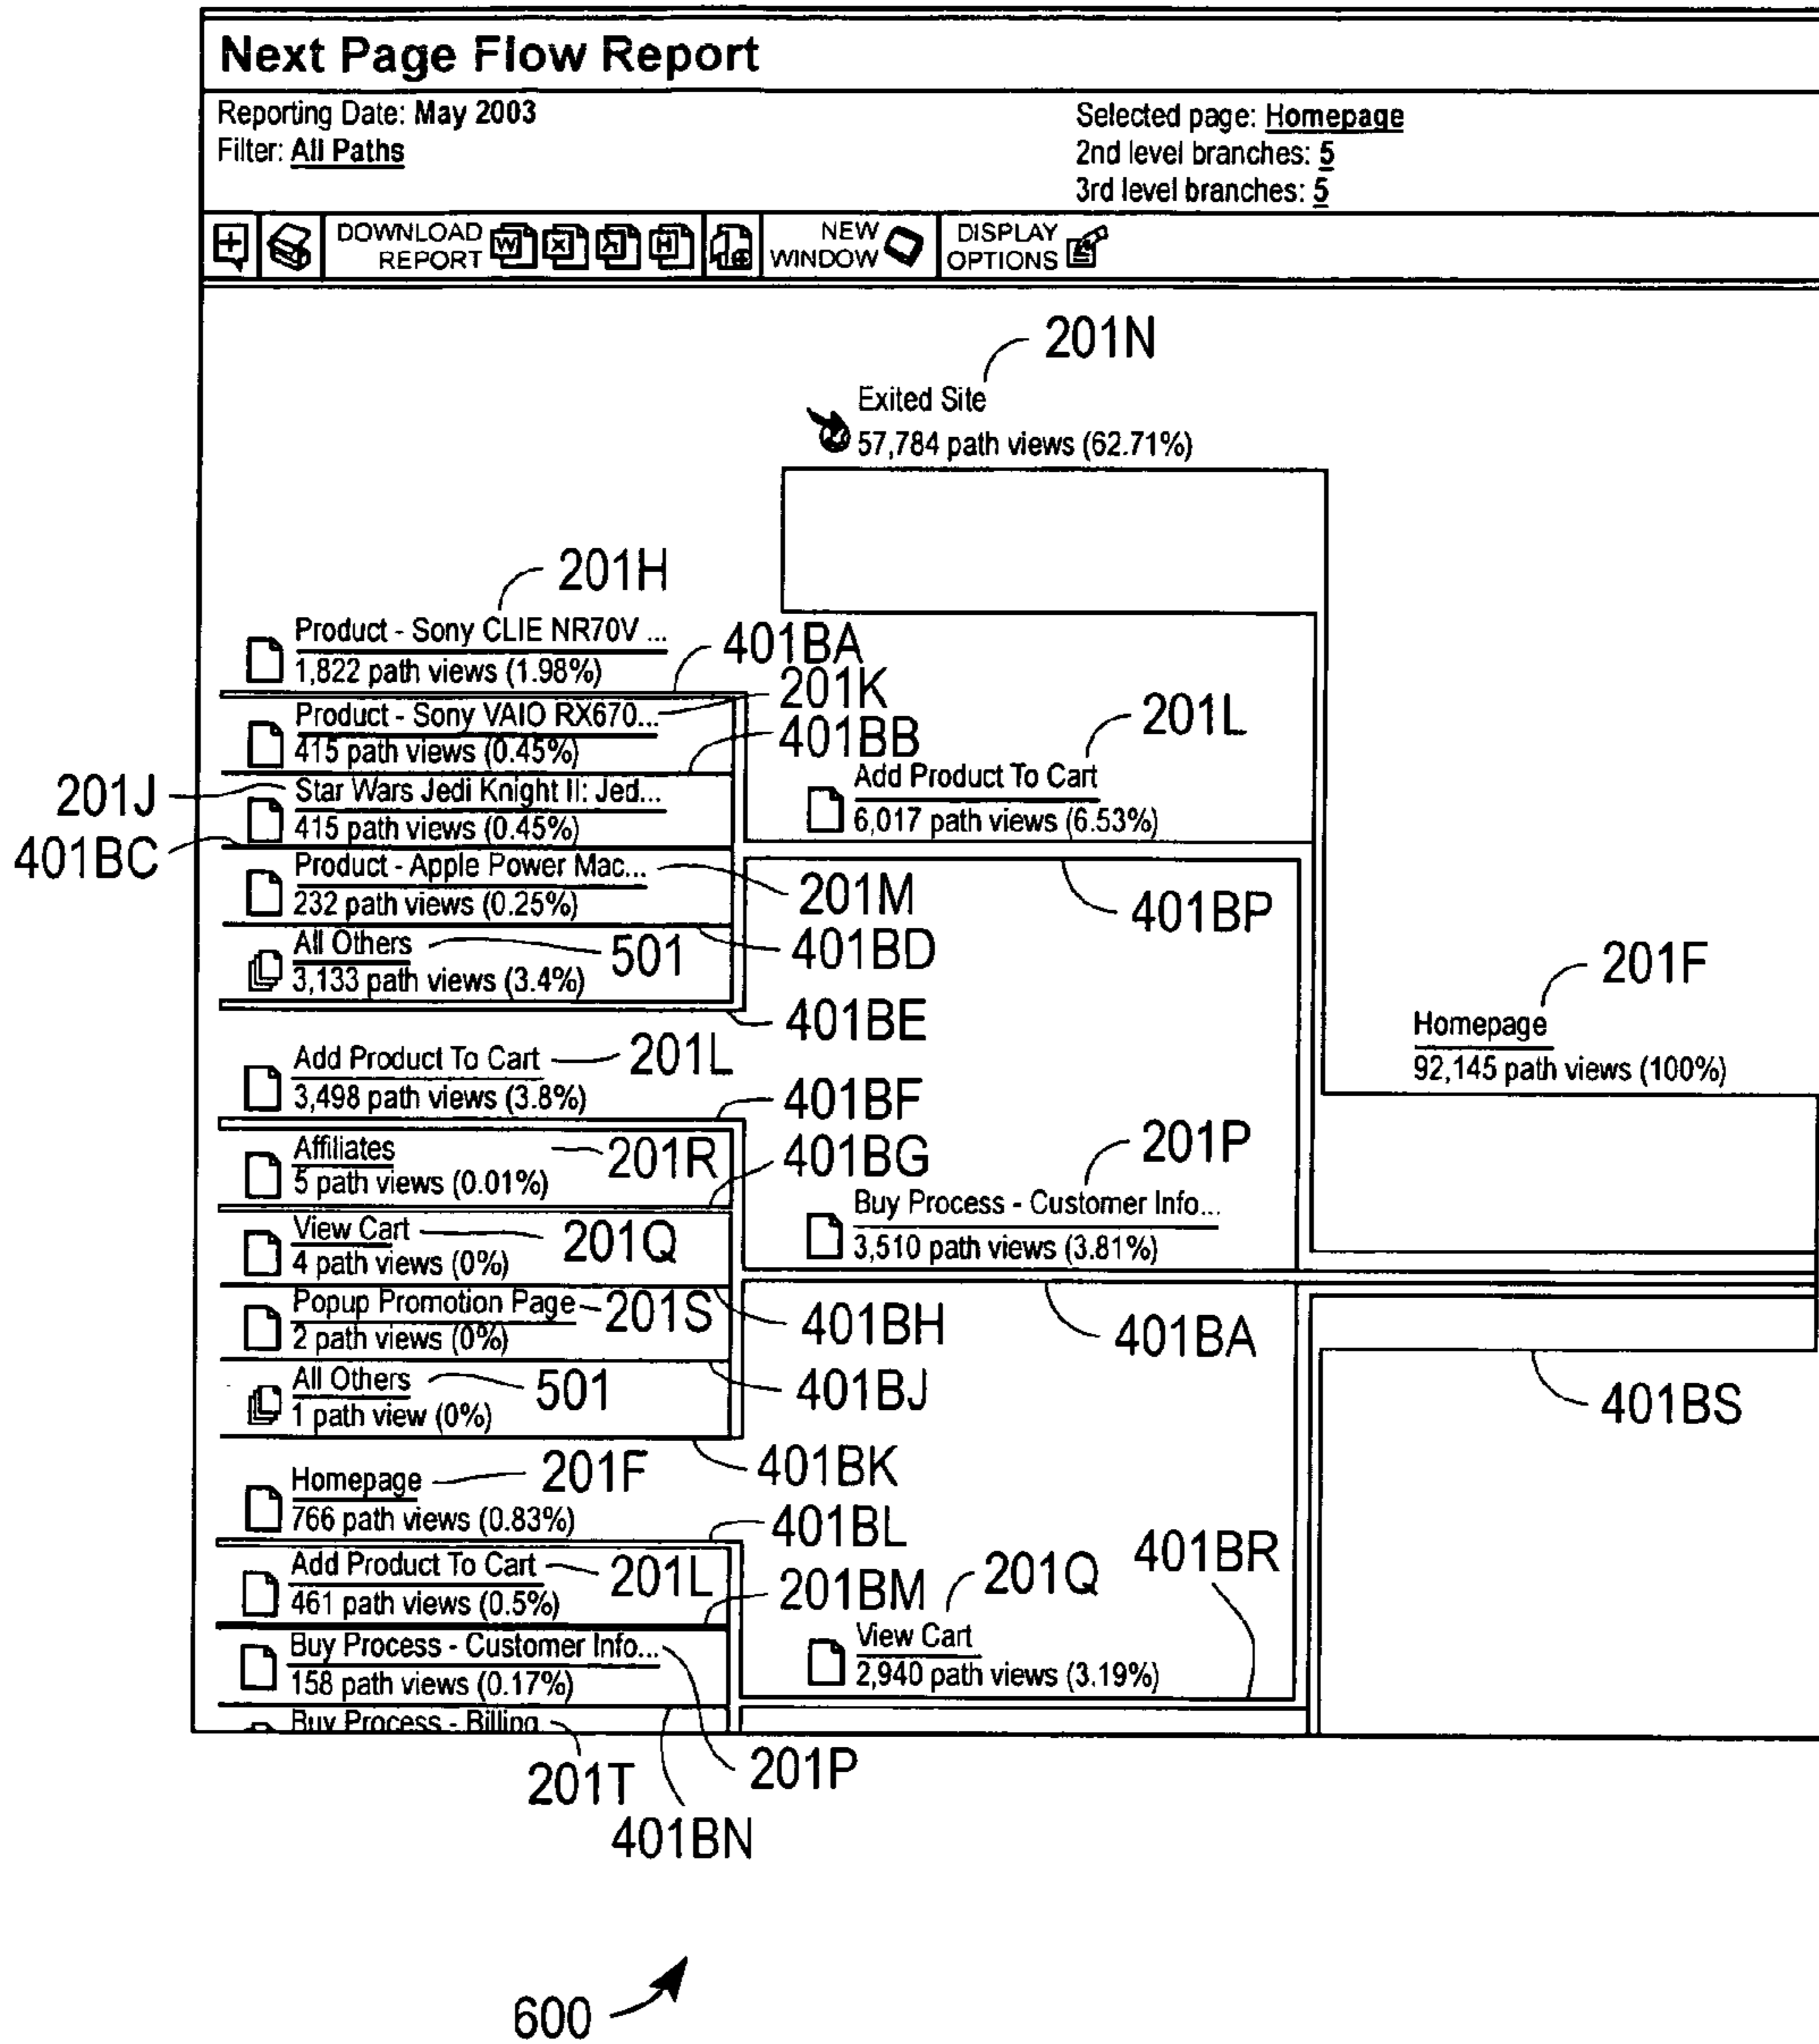 Next Page Flow Report
Reporting Date: May 2003
Filter: All Paths
Selected page: Homepage
2nd level branches: 5
3rd level branches: 5
DOWNLOAD REPORT
W X H
NEW WINDOW
DISPLAY OPTIONS
201N
Exited Site
57,784 path views (62.71%)
201H
Product - Sony CLIE NR70V ...
1,822 path views (1.98%)
401BA
201K
Product - Sony VAIO RX670...
415 path views (0.45%)
401BB
201J
Star Wars Jedi Knight II: Jed...
415 path views (0.45%)
401BC
201L
Add Product To Cart
6,017 path views (6.53%)
Product - Apple Power Mac...
232 path views (0.25%)
201M
401BP
All Others
3,133 path views (3.4%)
501
401BD
401BE
201F
Homepage
92,145 path views (100%)
Add Product To Cart
3,498 path views (3.8%)
201L
401BF
Affiliates
5 path views (0.01%)
201R
401BG
201P
Buy Process - Customer Info...
3,510 path views (3.81%)
View Cart
4 path views (0%)
201Q
Popup Promotion Page
2 path views (0%)
201S
401BH
401BA
All Others
1 path view (0%)
501
401BJ
401BS
Homepage
766 path views (0.83%)
201F
401BK
401BL
Add Product To Cart
461 path views (0.5%)
201L
201BM
201Q
401BR
View Cart
2,940 path views (3.19%)
Buy Process - Customer Info...
158 path views (0.17%)
Buy Process - Billing
201T
201P
401BN
600